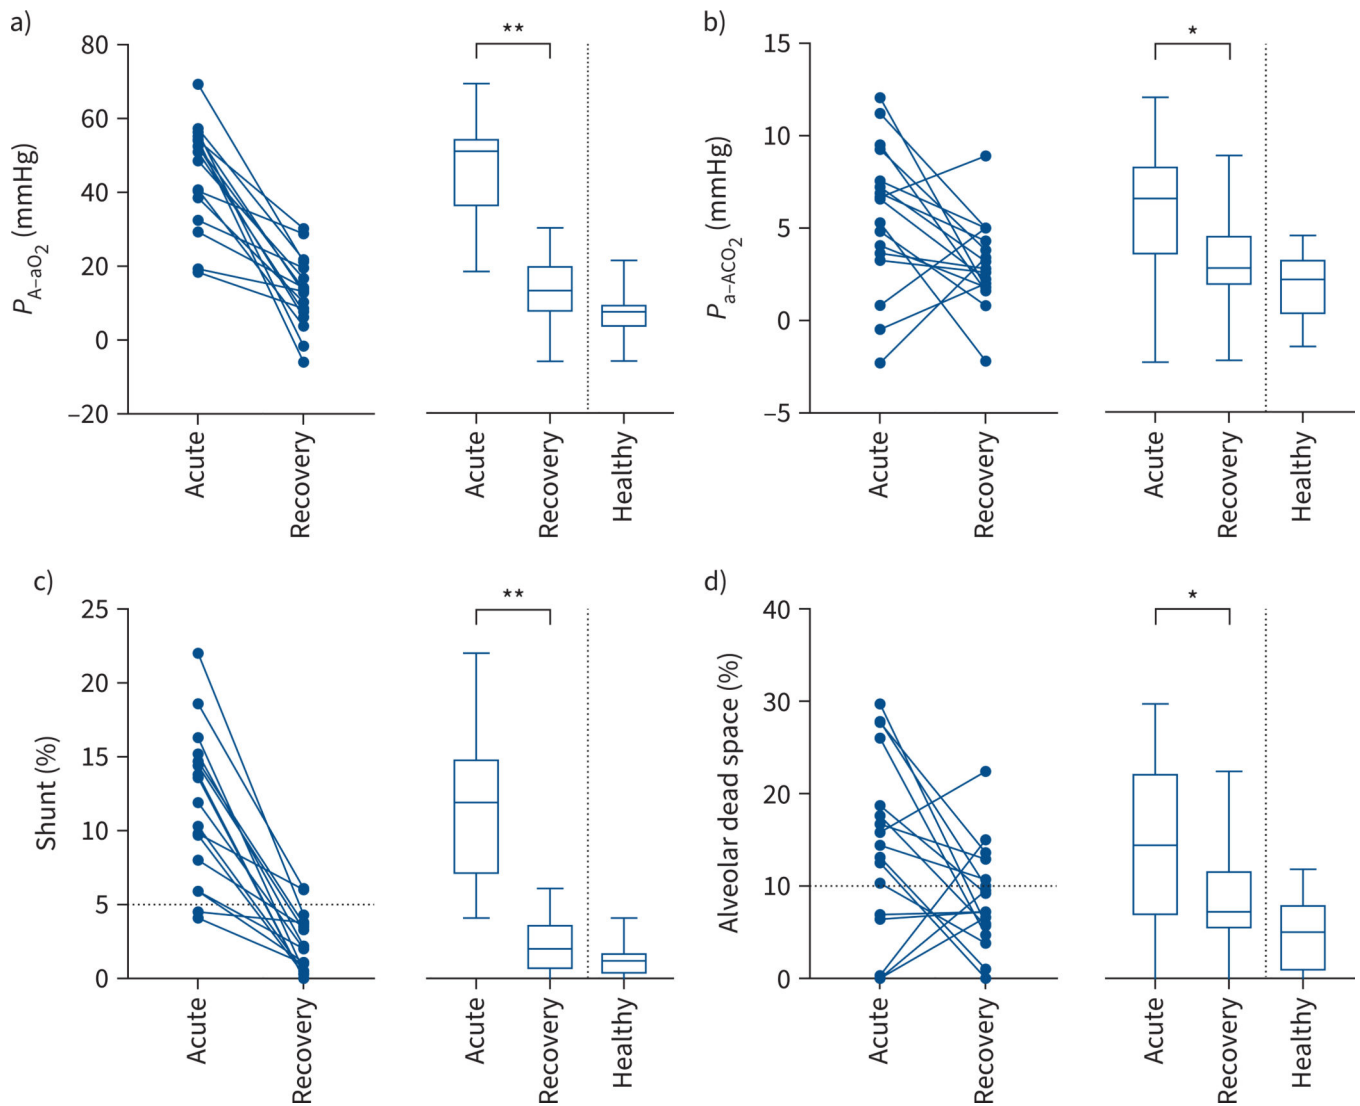 a)
80
60
40
20
0
–20
P A–aO2 (mmHg)
Acute
Recovery
**
Acute
Recovery
Healthy
b)
15
10
5
0
–5
P a–ACO2 (mmHg)
Acute
Recovery
*
Acute
Recovery
Healthy
c)
25
20
15
10
5
0
Shunt (%)
Acute
Recovery
**
Acute
Recovery
Healthy
d)
40
30
20
10
0
Alveolar dead space (%)
Acute
Recovery
*
Acute
Recovery
Healthy